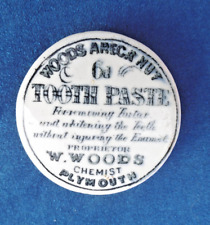 WOODS ARECA NUT
6d
TOOTH PASTE
For removing Tartar
and whitening the Teeth
without injuring the Enamel
PROPRIETOR
W. WOODS
CHEMIST
PLYMOUTH